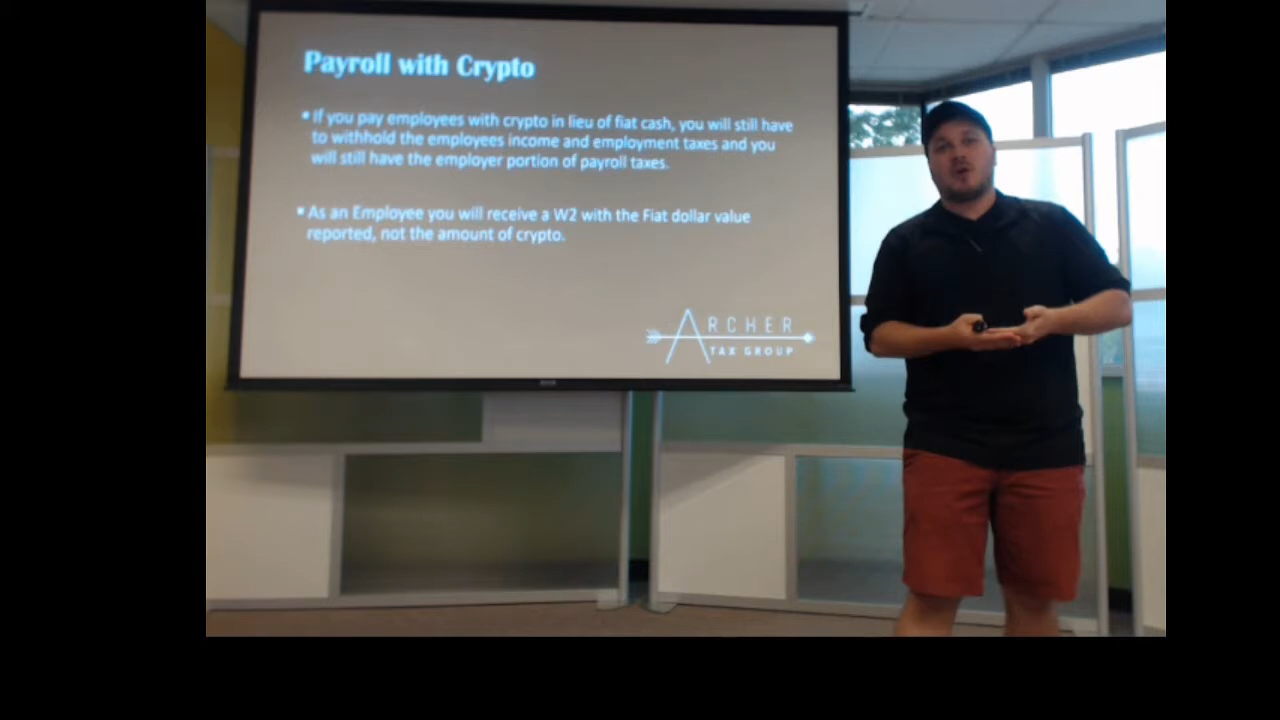 Payroll with Crypto
• If you pay employees with crypto in lieu of fiat cash, you will still have
to withhold the employees income and employment taxes and you
will still have the employer portion of payroll taxes.
• As an Employee you will receive a W2 with the Fiat dollar value
reported, not the amount of crypto.
ARCHER
TAX GROUP